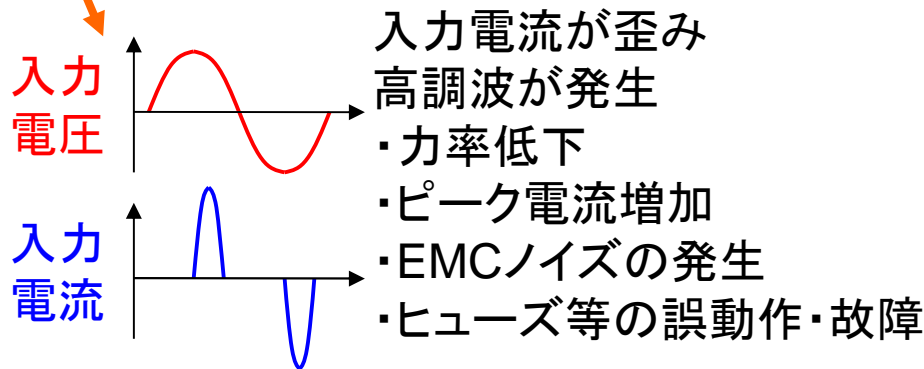 入力
電圧
入力
電流
入力電流が歪み
高調波が発生
・力率低下
・ピーク電流増加
・EMCノイズの発生
・ヒューズ等の誤動作・故障